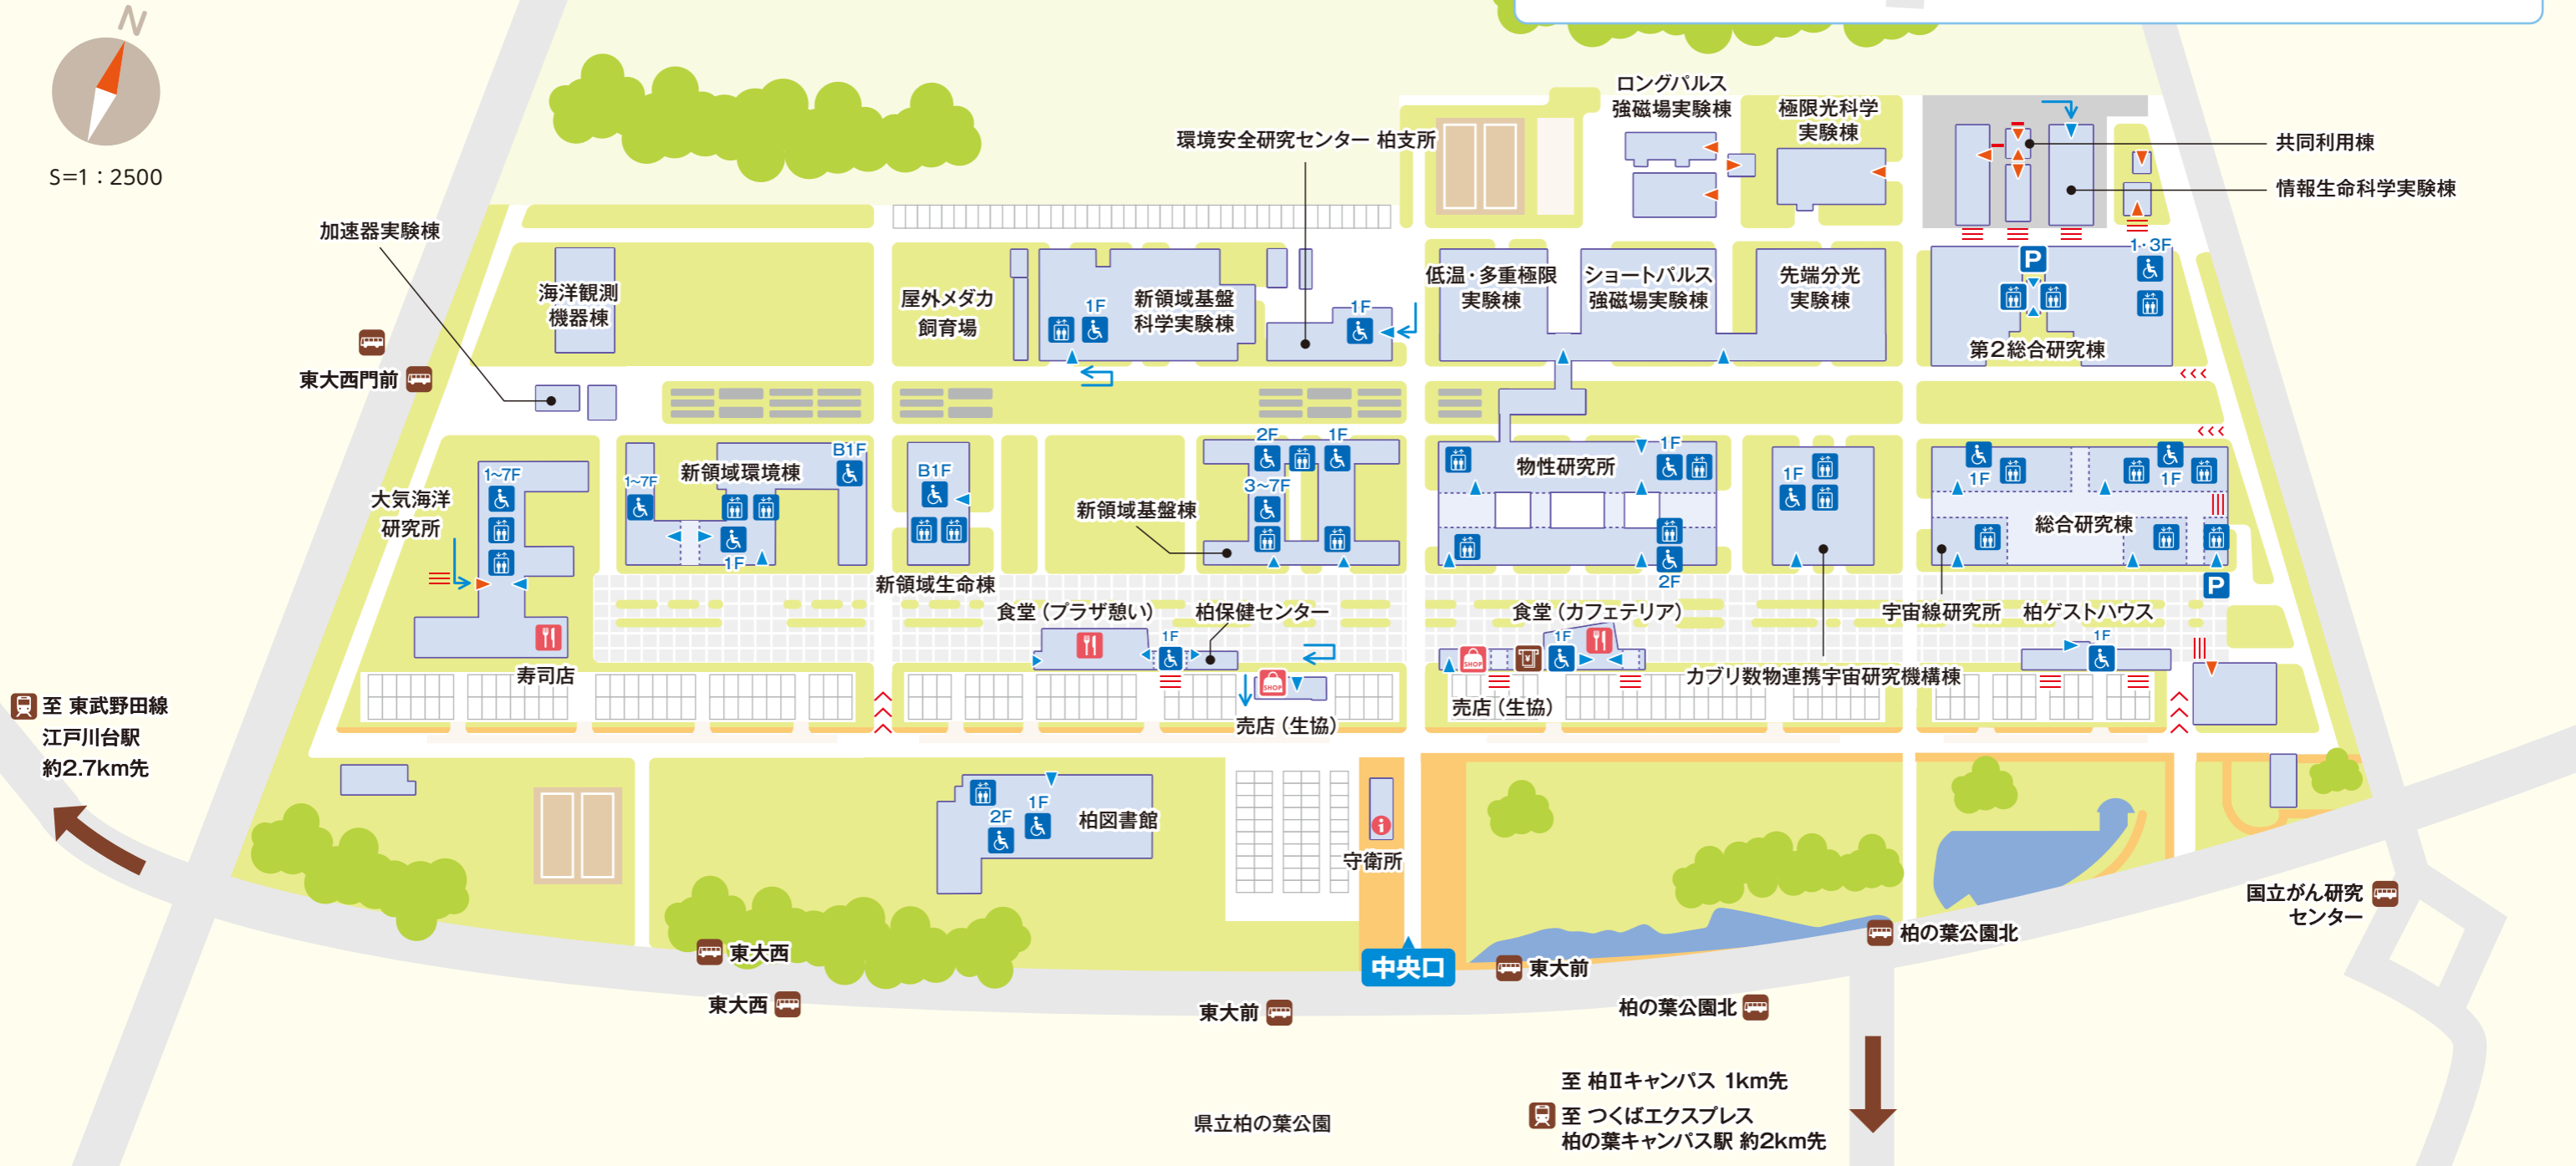 N
S=1：2500
ロングパルス
強磁場実験棟
極限光科学
実験棟
環境安全研究センター 柏支所
共同利用棟
情報生命科学実験棟
加速器実験棟
海洋観測
機器棟
屋外メダカ
飼育場
1F
新領域基盤
科学実験棟
1F
低温・多重極限
実験棟
ショートパルス
強磁場実験棟
先端分光
実験棟
P
1・3F
第2総合研究棟
東大西門前
大気海洋
研究所
1~7F
1~7F
新領域環境棟
B1F
1F
B1F
新領域生命棟
新領域基盤棟
2F
1F
3~7F
物性研究所
1F
2F
1F
1F
1F
総合研究棟
P
食堂（プラザ憩い）
柏保健センター
1F
食堂（カフェテリア）
1F
宇宙線研究所
柏ゲストハウス
1F
寿司店
SHOP
売店（生協）
SHOP
売店（生協）
カブリ数物連携宇宙研究機構棟
至 東武野田線
江戸川台駅
約2.7km先
2F
1F
柏図書館
守衛所
国立がん研究
センター
東大西
東大西
中央口
東大前
東大前
柏の葉公園北
柏の葉公園北
県立柏の葉公園
至 柏Ⅱキャンパス 1km先
至 つくばエクスプレス
柏の葉キャンパス駅 約2km先